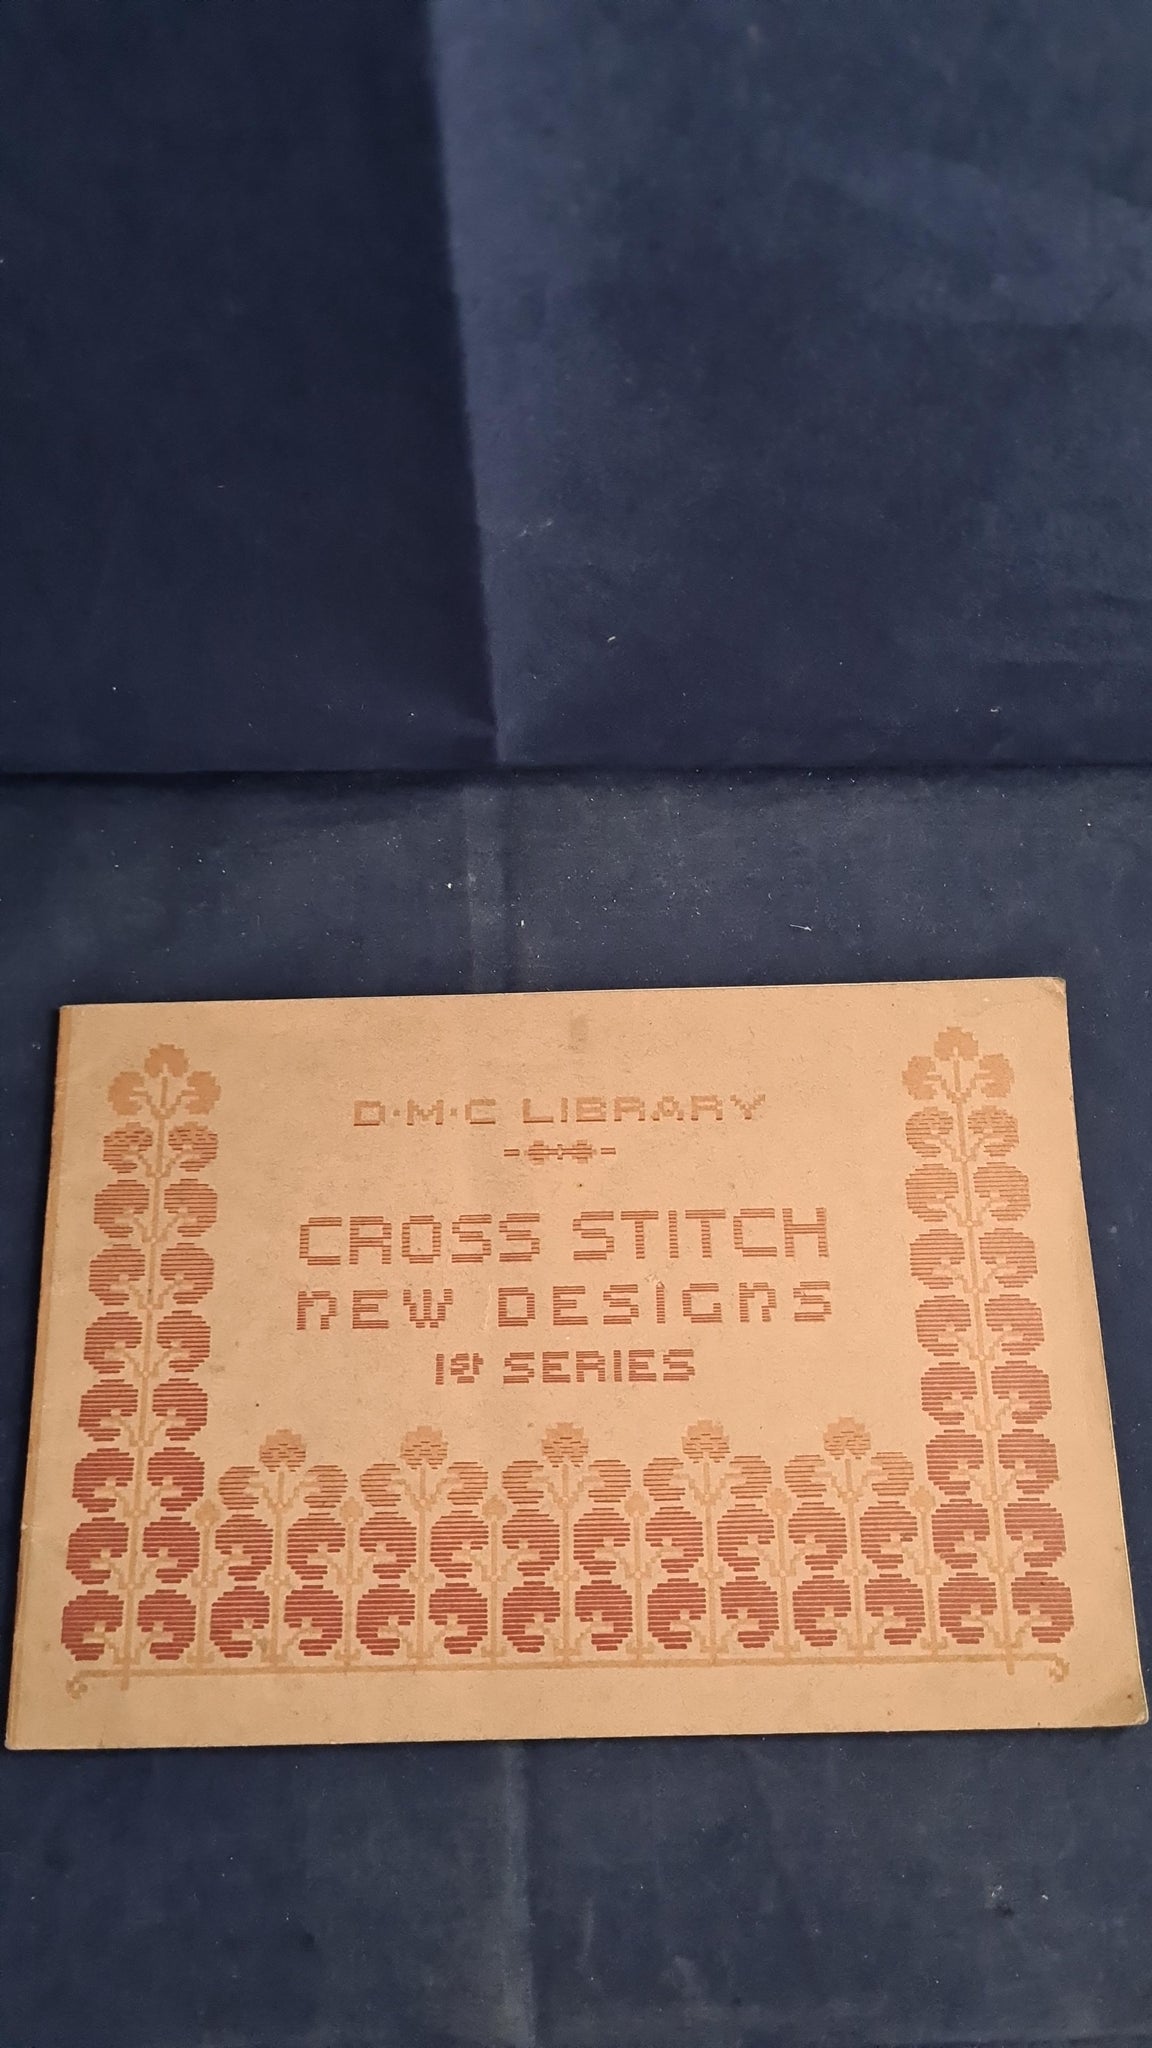 D·M·C LIBRARY
CROSS STITCH
NEW DESIGNS
1st SERIES